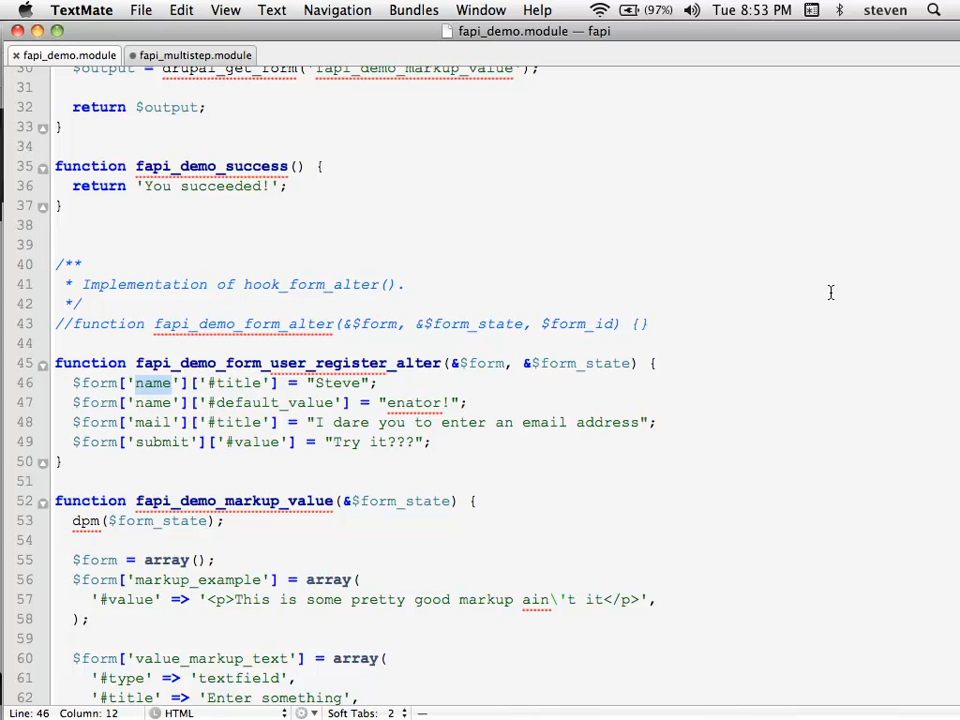 TextMate File Edit View Text Navigation Bundles Window Help (97%) Tue 8:53 PM steven
fapi_demo.module — fapi
fapi_demo.module fapi_multistep.module
30 $output = drupal_get_form('fapi_demo_markup_value');
31
32 return $output;
33 }
34
35 function fapi_demo_success() {
36 return 'You succeeded!';
37 }
38
39
40 /**
41 * Implementation of hook_form_alter().
42 */
43 //function fapi_demo_form_alter(&$form, &$form_state, $form_id) {}
44
45 function fapi_demo_form_user_register_alter(&$form, &$form_state) {
46 $form['name']['#title'] = "Steve";
47 $form['name']['#default_value'] = "enator!";
48 $form['mail']['#title'] = "I dare you to enter an email address";
49 $form['submit']['#value'] = "Try it???";
50 }
51
52 function fapi_demo_markup_value(&$form_state) {
53 dpm($form_state);
54
55 $form = array();
56 $form['markup_example'] = array(
57 '#value' => '<p>This is some pretty good markup ain\'t it</p>',
58 );
59
60 $form['value_markup_text'] = array(
61 '#type' => 'textfield',
62 '#title' => 'Enter something',
Line: 46 Column: 12 HTML Soft Tabs: 2 —